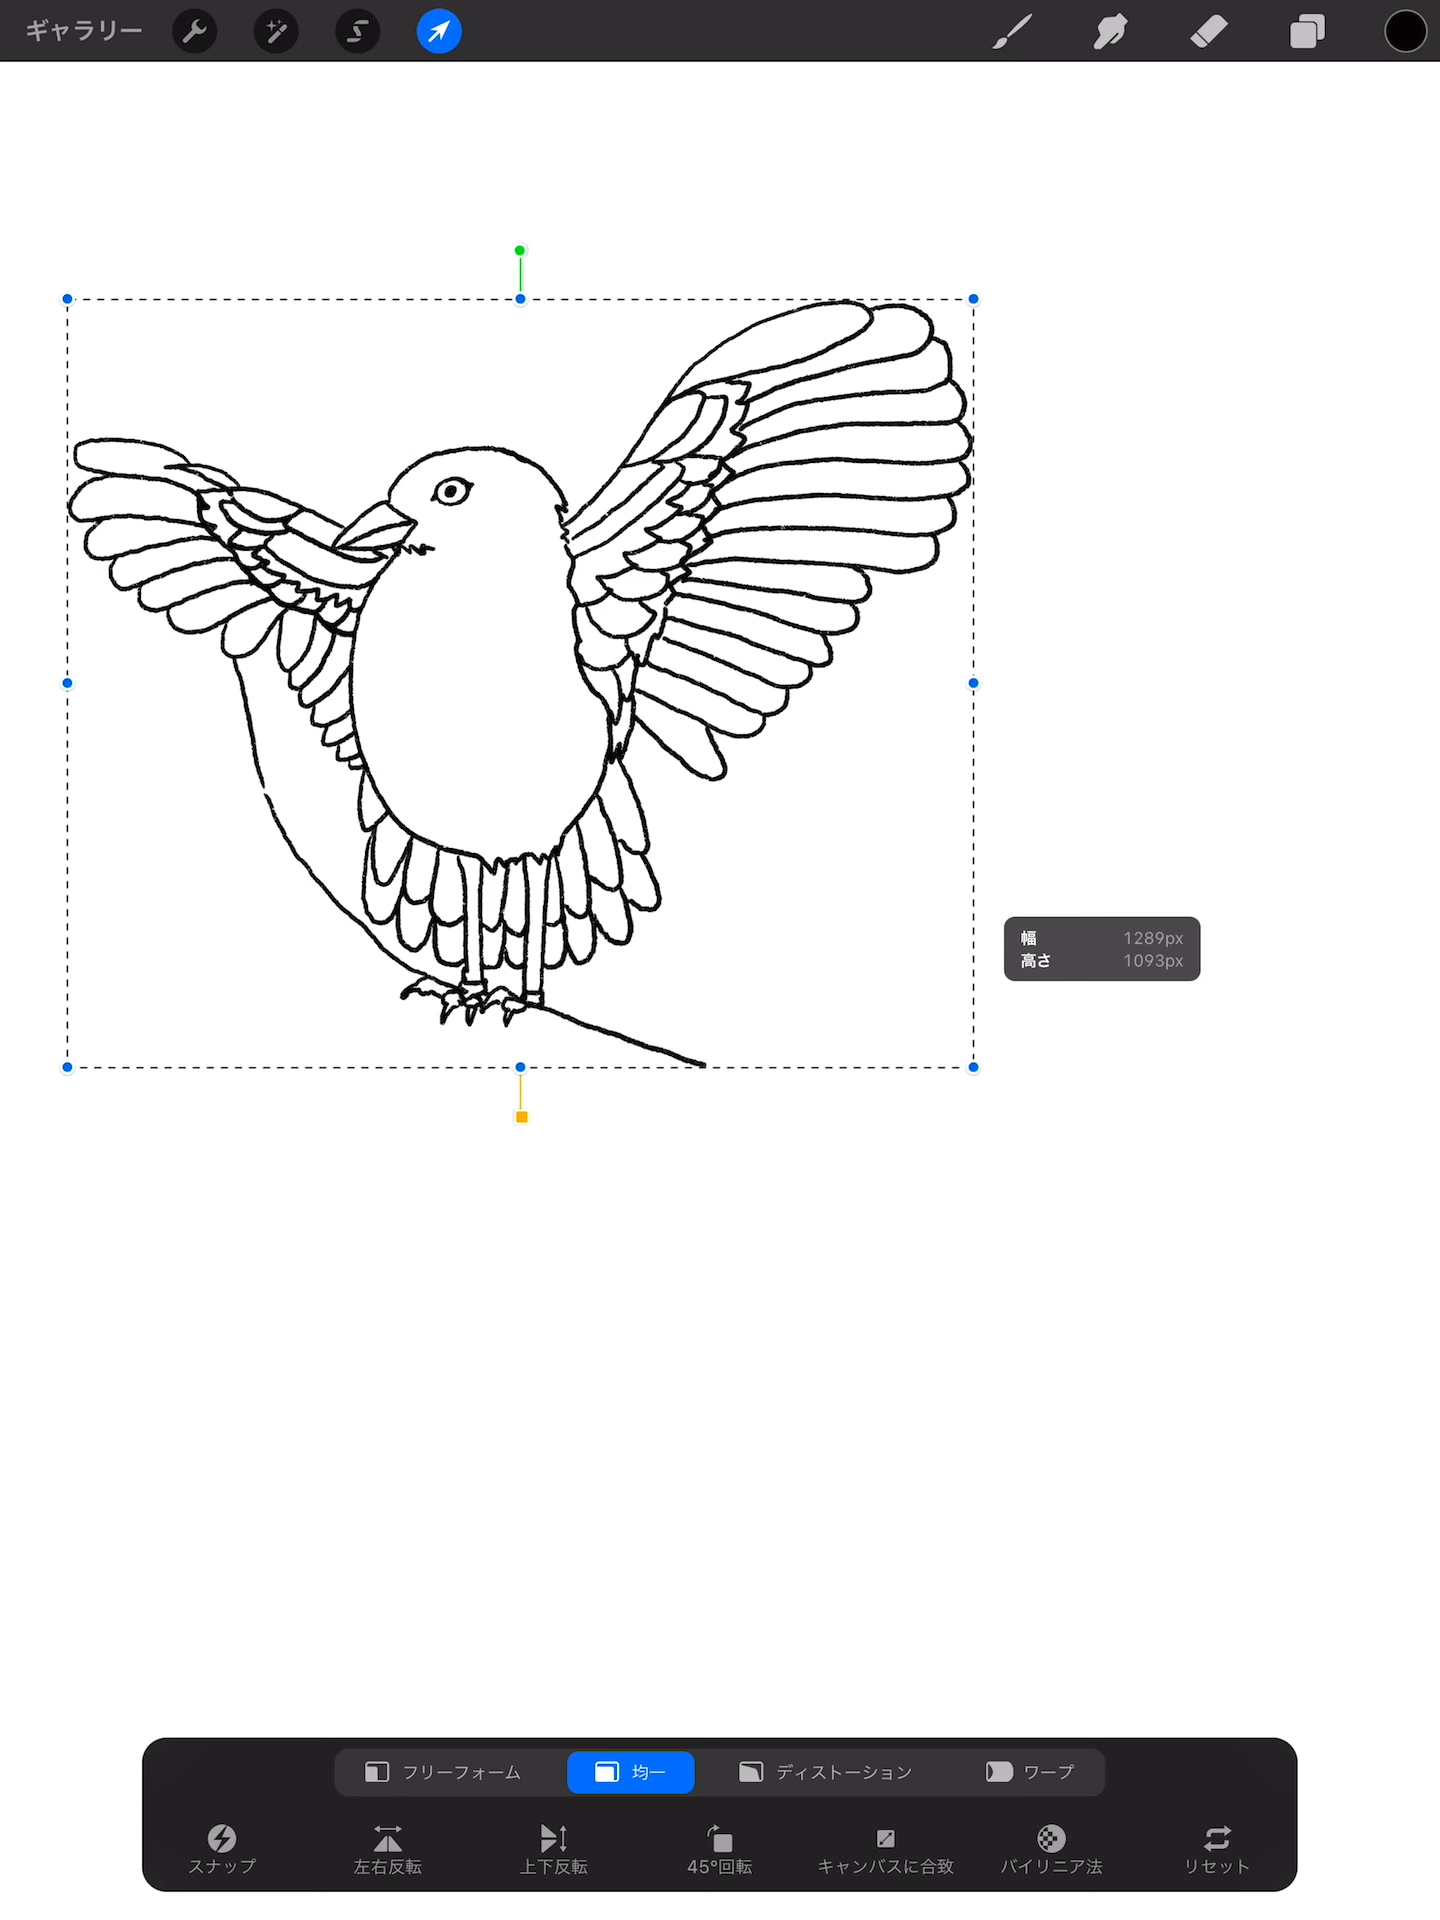 ギャラリー
幅 1289px
高さ 1093px
フリーフォーム 均一 ディストーション ワープ
スナップ 左右反転 上下反転 45°回転 キャンバスに合致 バイリニア法 リセット